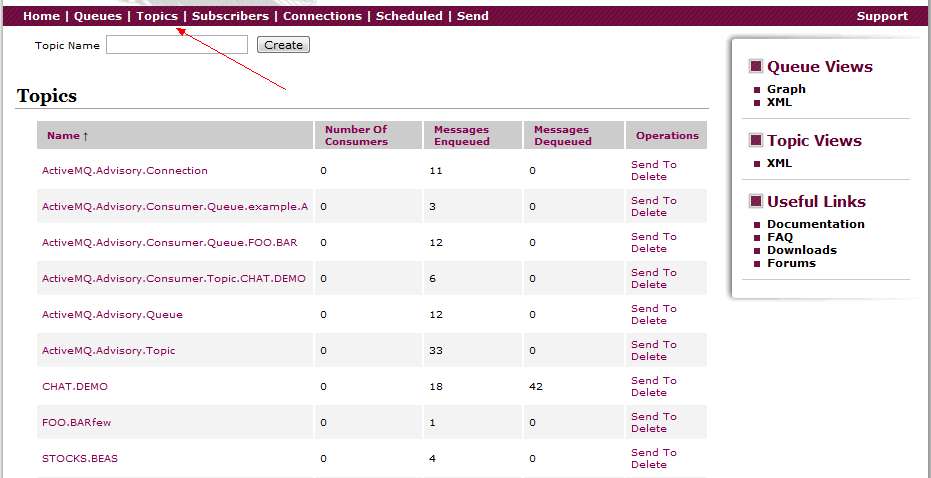 Home | Queues | Topics | Subscribers | Connections | Scheduled | Send
Support
Topic Name
Create
Topics
Name ↑
Number Of
Consumers
Messages
Enqueued
Messages
Dequeued
Operations
ActiveMQ.Advisory.Connection 0 11 0 Send To
Delete
ActiveMQ.Advisory.Consumer.Queue.example.A 0 3 0 Send To
Delete
ActiveMQ.Advisory.Consumer.Queue.FOO.BAR 0 12 0 Send To
Delete
ActiveMQ.Advisory.Consumer.Topic.CHAT.DEMO 0 6 0 Send To
Delete
ActiveMQ.Advisory.Queue 0 12 0 Send To
Delete
ActiveMQ.Advisory.Topic 0 33 0 Send To
Delete
CHAT.DEMO 0 18 42 Send To
Delete
FOO.BARfew 0 1 0 Send To
Delete
STOCKS.BEAS 0 4 0 Send To
Delete
Queue Views
Graph
XML
Topic Views
XML
Useful Links
Documentation
FAQ
Downloads
Forums